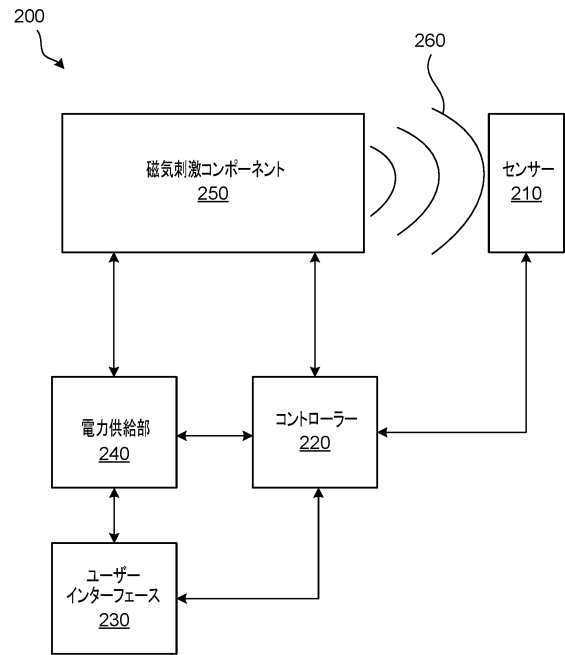 200
260
磁気刺激コンポーネント
250
センサー
210
電力供給部
240
コントローラー
220
ユーザー
インターフェース
230